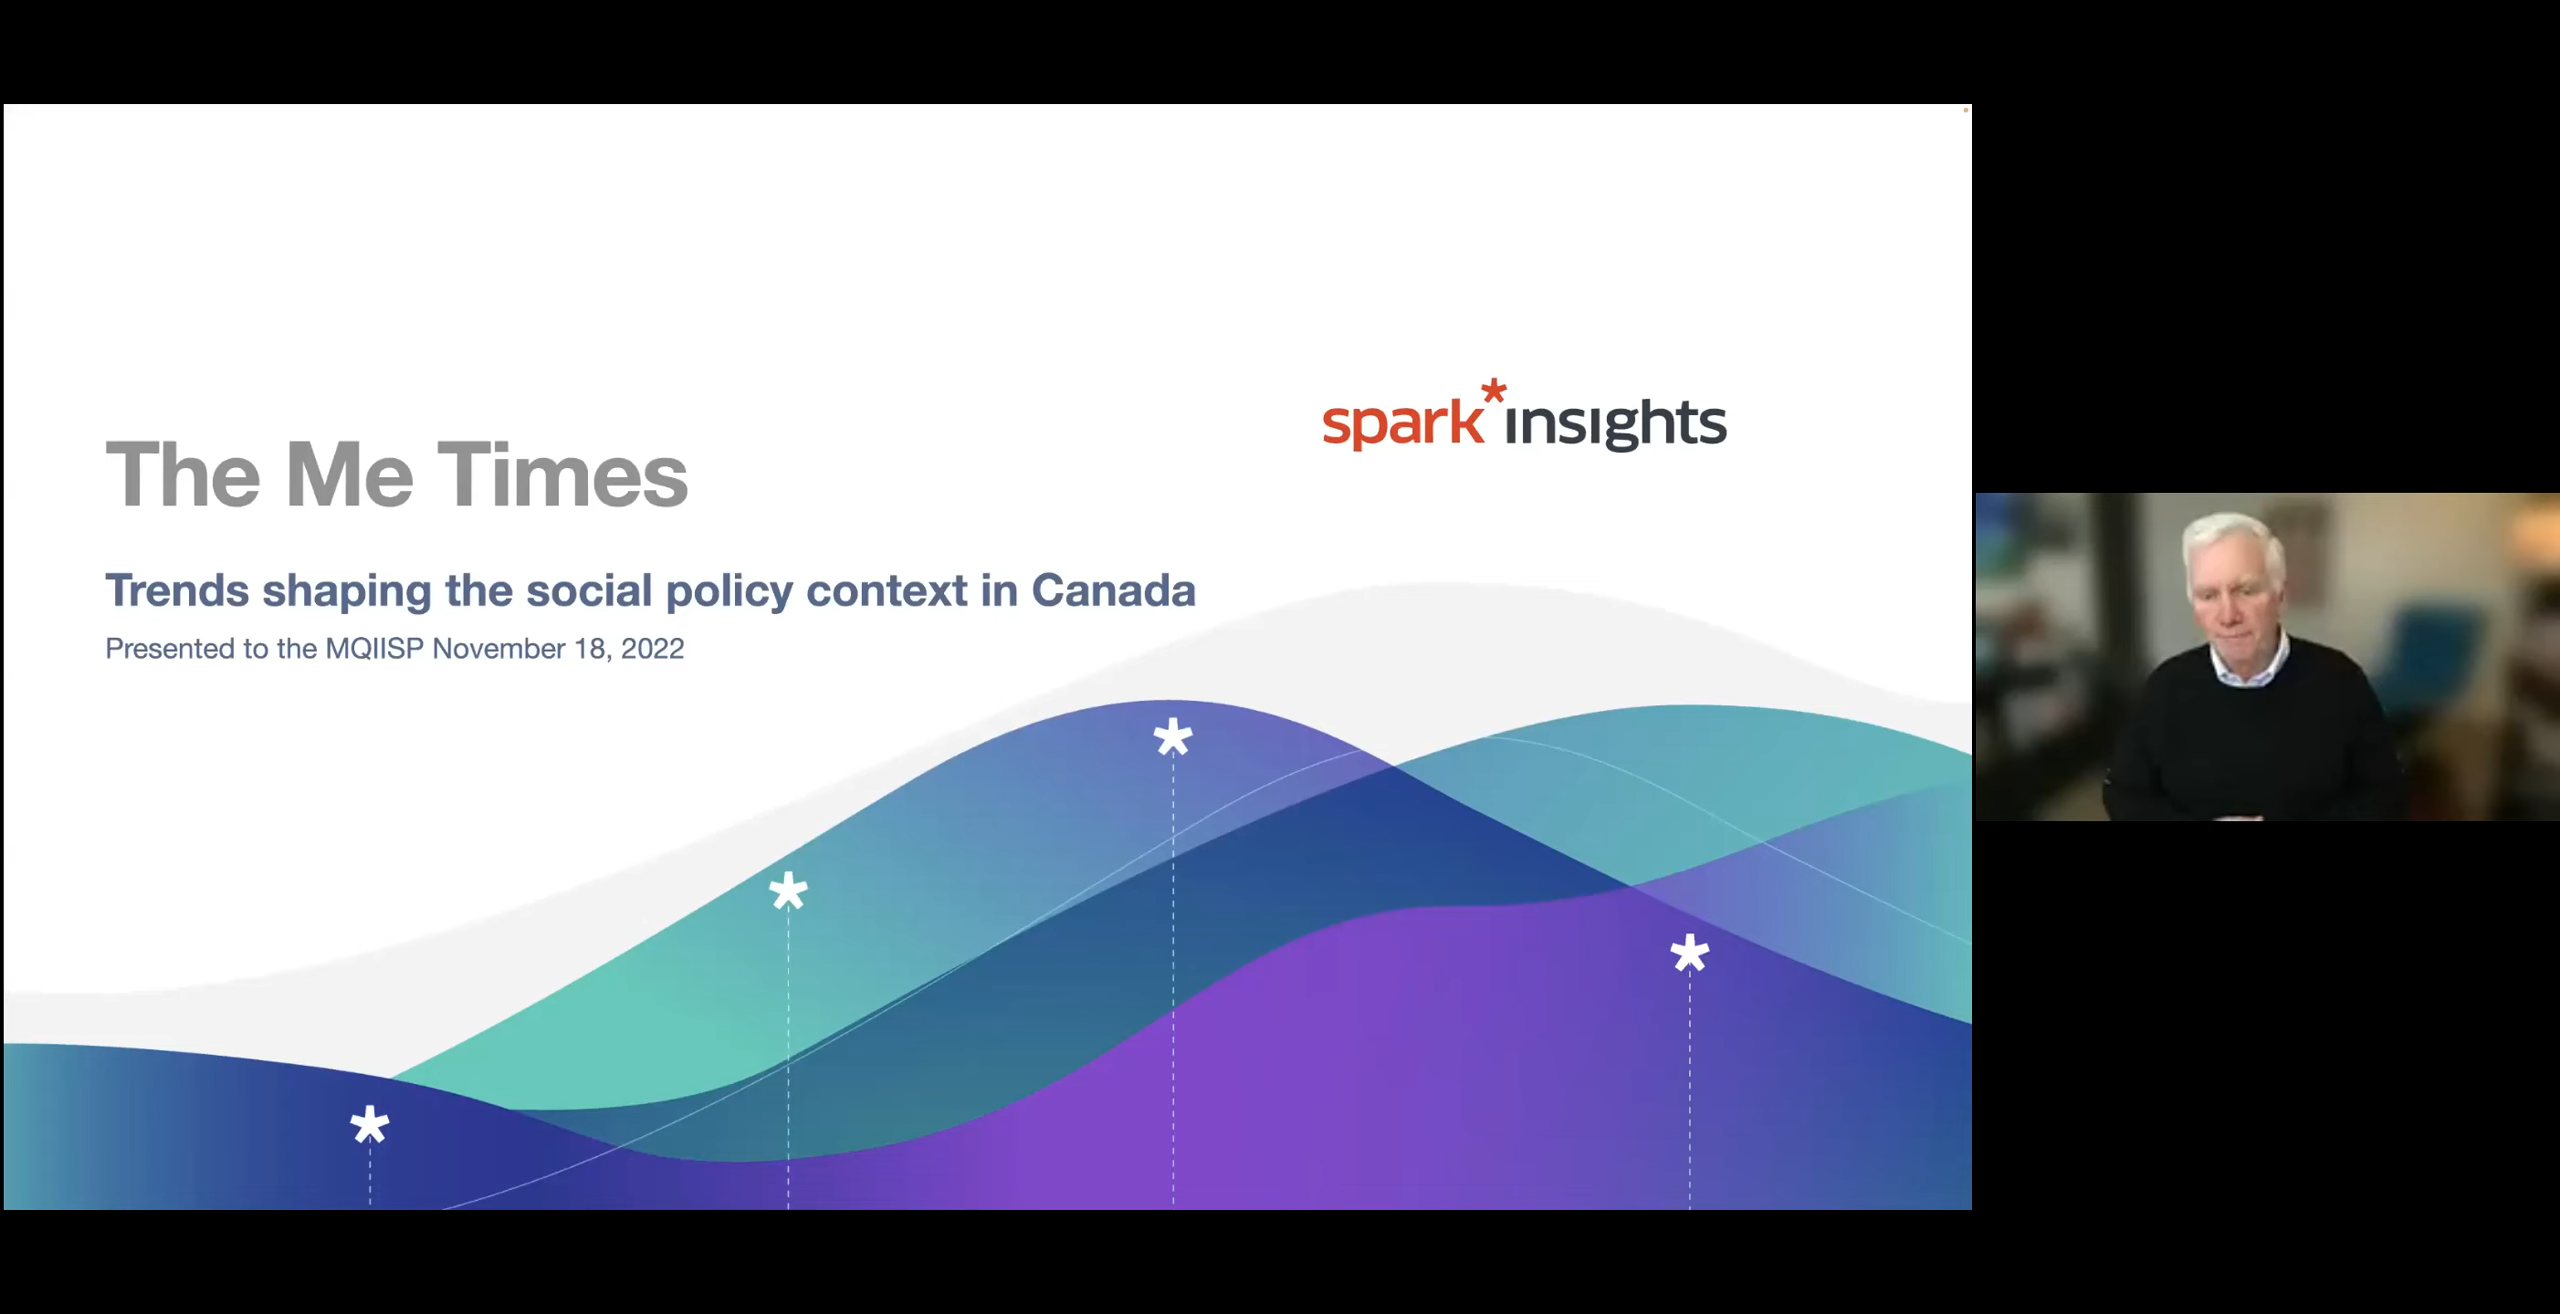 spark*insights
The Me Times
Trends shaping the social policy context in Canada
Presented to the MQIISP November 18, 2022